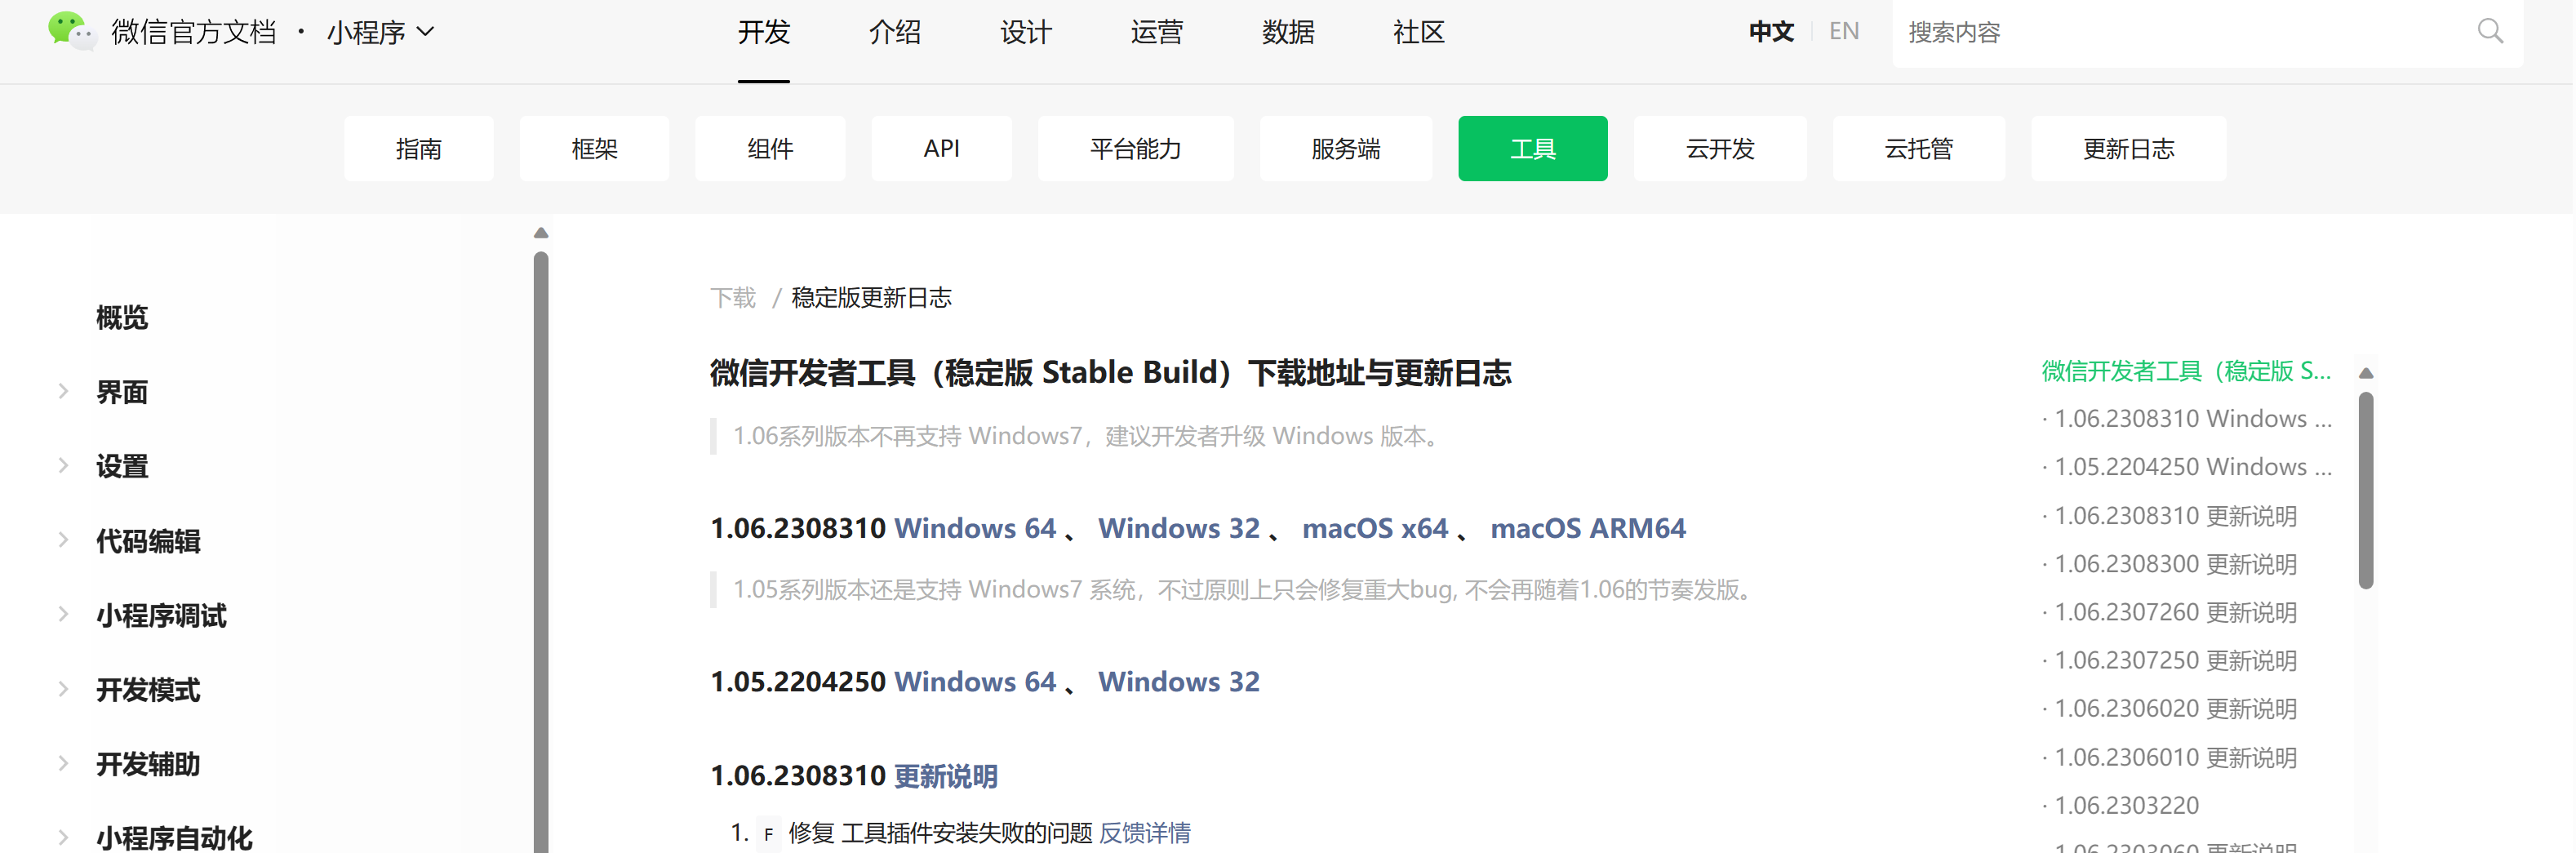 微信官方文档 · 小程序
开发 介绍 设计 运营 数据 社区
中文 EN
搜索内容
指南 框架 组件 API 平台能力 服务端 工具 云开发 云托管 更新日志
概览
界面
设置
代码编辑
小程序调试
开发模式
开发辅助
小程序自动化
下载 / 稳定版更新日志
微信开发者工具（稳定版 Stable Build）下载地址与更新日志
1.06系列版本不再支持 Windows7，建议开发者升级 Windows 版本。
1.06.2308310 Windows 64 、 Windows 32 、 macOS x64 、 macOS ARM64
1.05系列版本还是支持 Windows7 系统，不过原则上只会修复重大bug, 不会再随着1.06的节奏发版。
1.05.2204250 Windows 64 、 Windows 32
1.06.2308310 更新说明
1. F 修复 工具插件安装失败的问题 反馈详情
微信开发者工具（稳定版 S...
· 1.06.2308310 Windows ...
· 1.05.2204250 Windows ...
· 1.06.2308310 更新说明
· 1.06.2308300 更新说明
· 1.06.2307260 更新说明
· 1.06.2307250 更新说明
· 1.06.2306020 更新说明
· 1.06.2306010 更新说明
· 1.06.2303220
· 1.06.2303060 更新说明